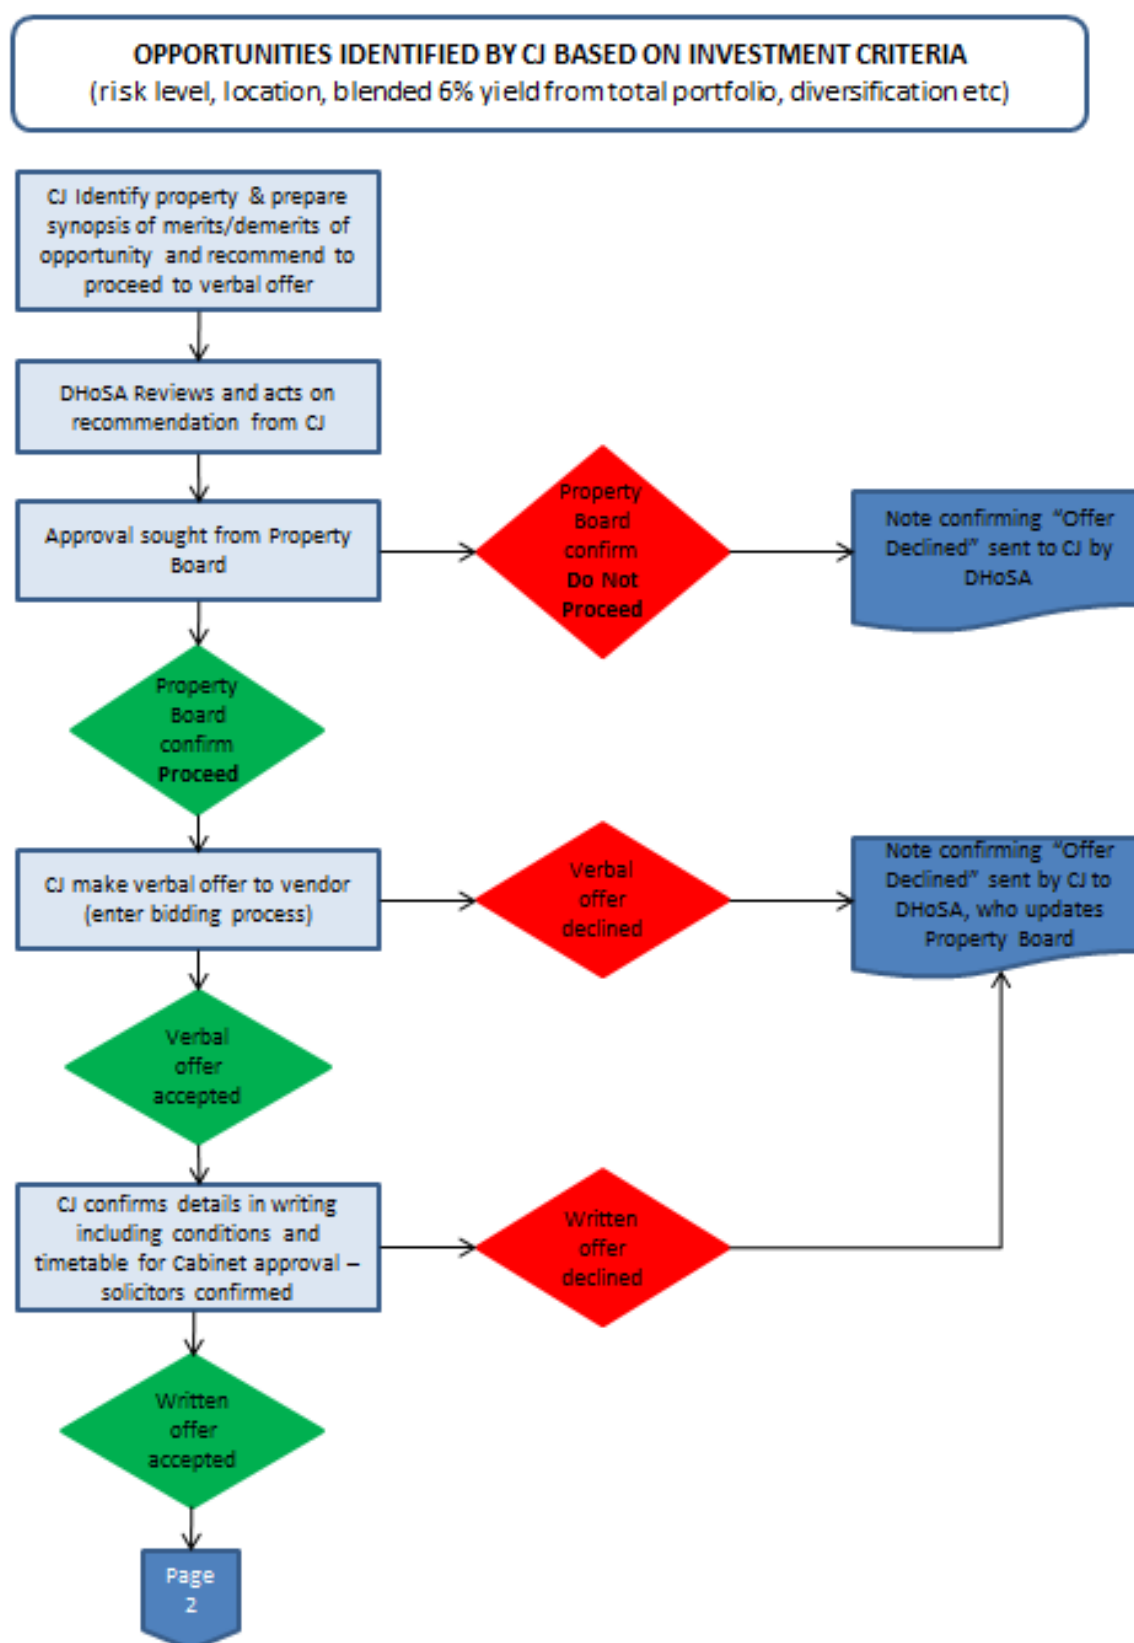 OPPORTUNITIES IDENTIFIED BY CJ BASED ON INVESTMENT CRITERIA
(risk level, location, blended 6% yield from total portfolio, diversification etc)
CJ Identify property & prepare
synopsis of merits/demerits of
opportunity and recommend to
proceed to verbal offer
DHoSA Reviews and acts on
recommendation from CJ
Approval sought from Property
Board
Property
Board
confirm
Do Not
Proceed
Note confirming “Offer
Declined” sent to CJ by
DHoSA
Property
Board
confirm
Proceed
CJ make verbal offer to vendor
(enter bidding process)
Verbal
offer
declined
Note confirming “Offer
Declined” sent by CJ to
DHoSA, who updates
Property Board
Verbal
offer
accepted
CJ confirms details in writing
including conditions and
timetable for Cabinet approval –
solicitors confirmed
Written
offer
declined
Written
offer
accepted
Page
2